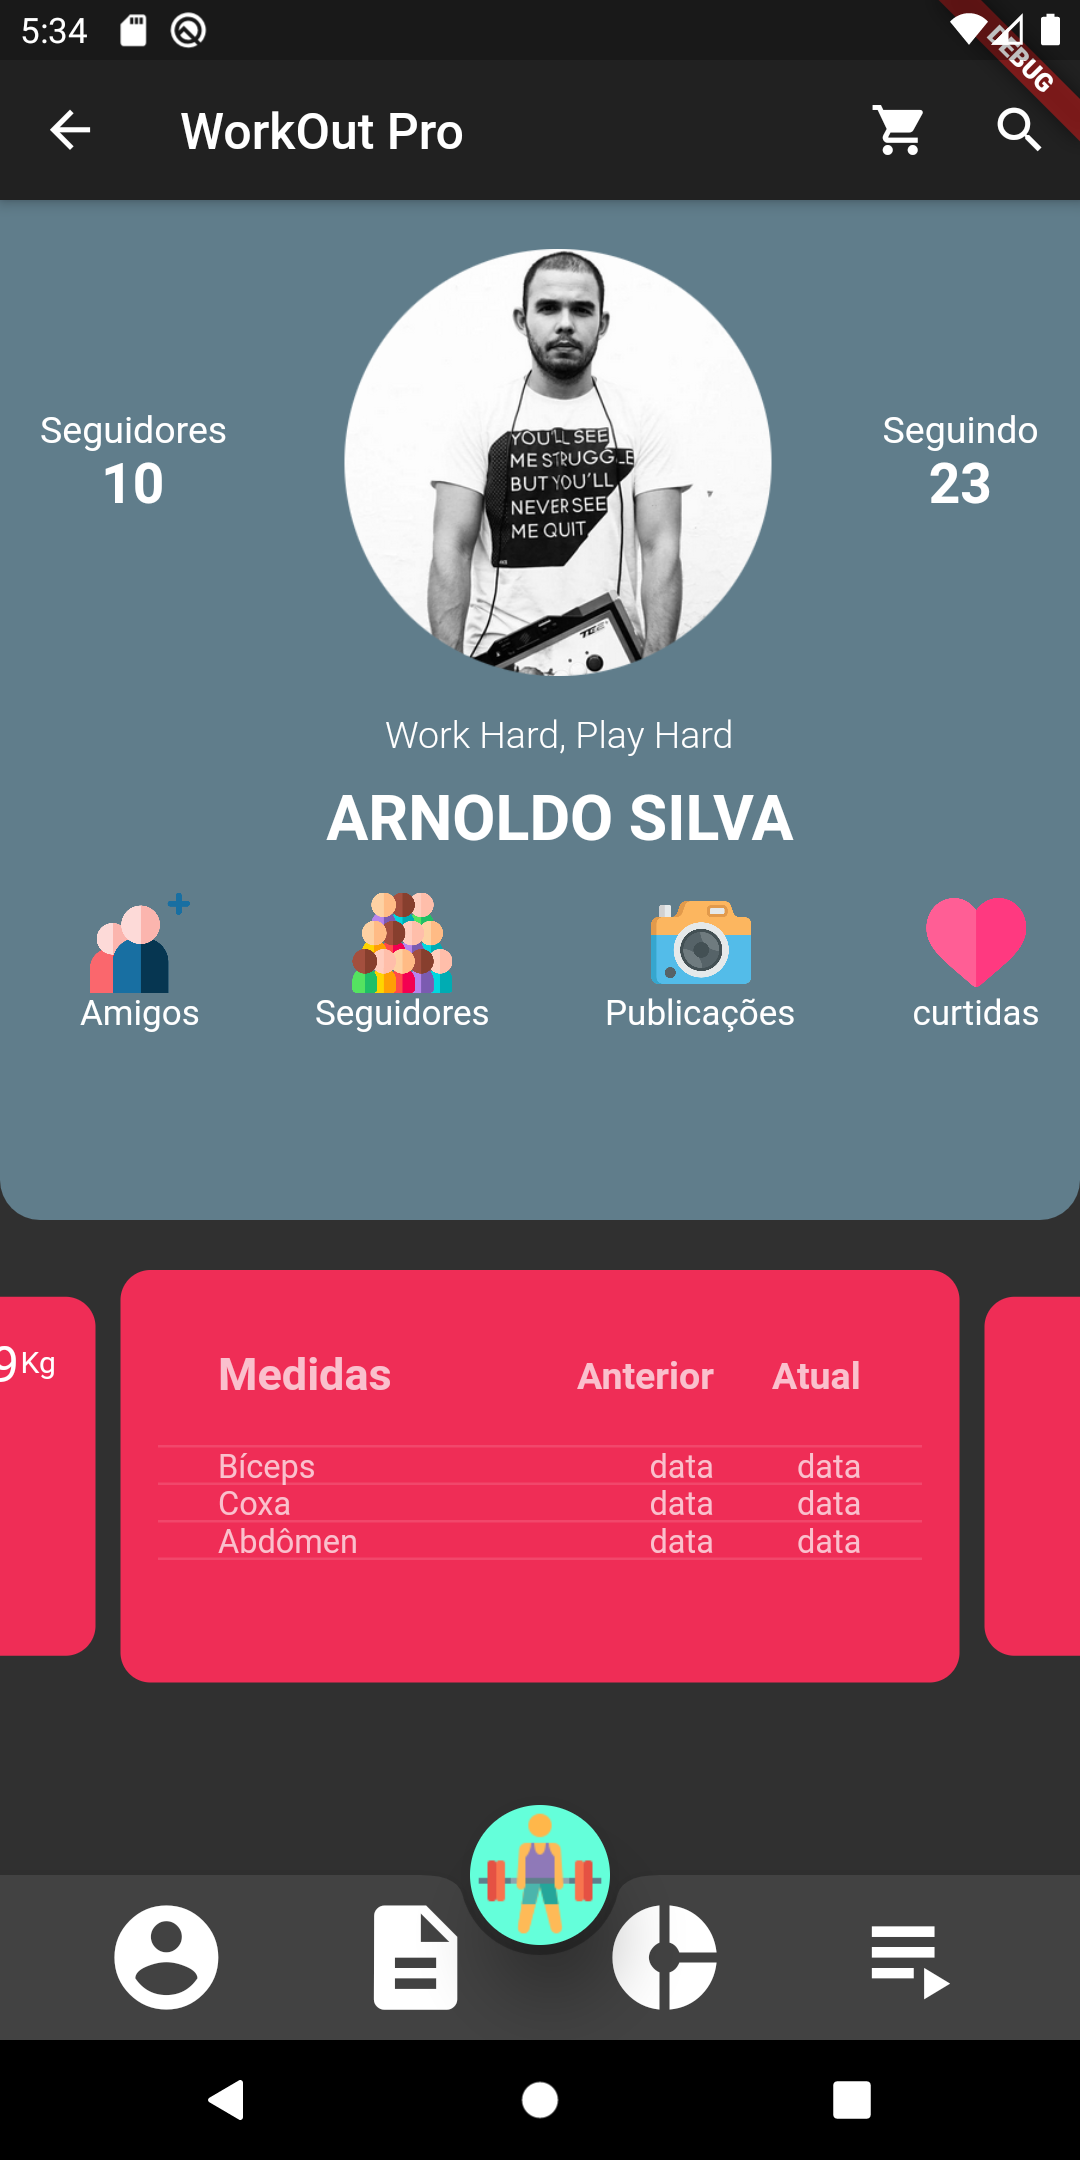 5:34
DEBUG
WorkOut Pro
Seguidores
10
Seguindo
23
YOU'LL SEE
ME STRUGGLE
BUT YOU'LL
NEVER SEE
ME QUIT
Work Hard, Play Hard
ARNOLDO SILVA
Amigos Seguidores Publicações curtidas
9Kg
Medidas Anterior Atual
Bíceps data data
Coxa data data
Abdômen data data